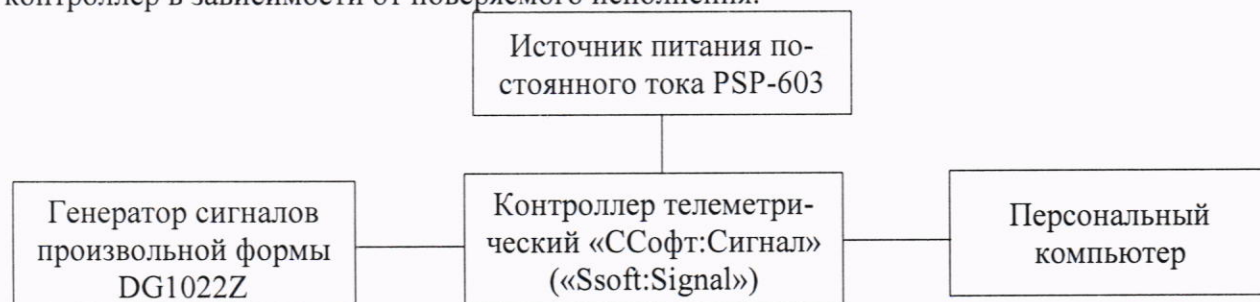 контроллер в зависимости от поверяемого исполнения.
Источник питания по-
стоянного тока PSP-603
Генератор сигналов
произвольной формы
DG1022Z
Контроллер телеметри-
ческий «ССофт:Сигнал»
(«Ssoft:Signal»)
Персональный
компьютер